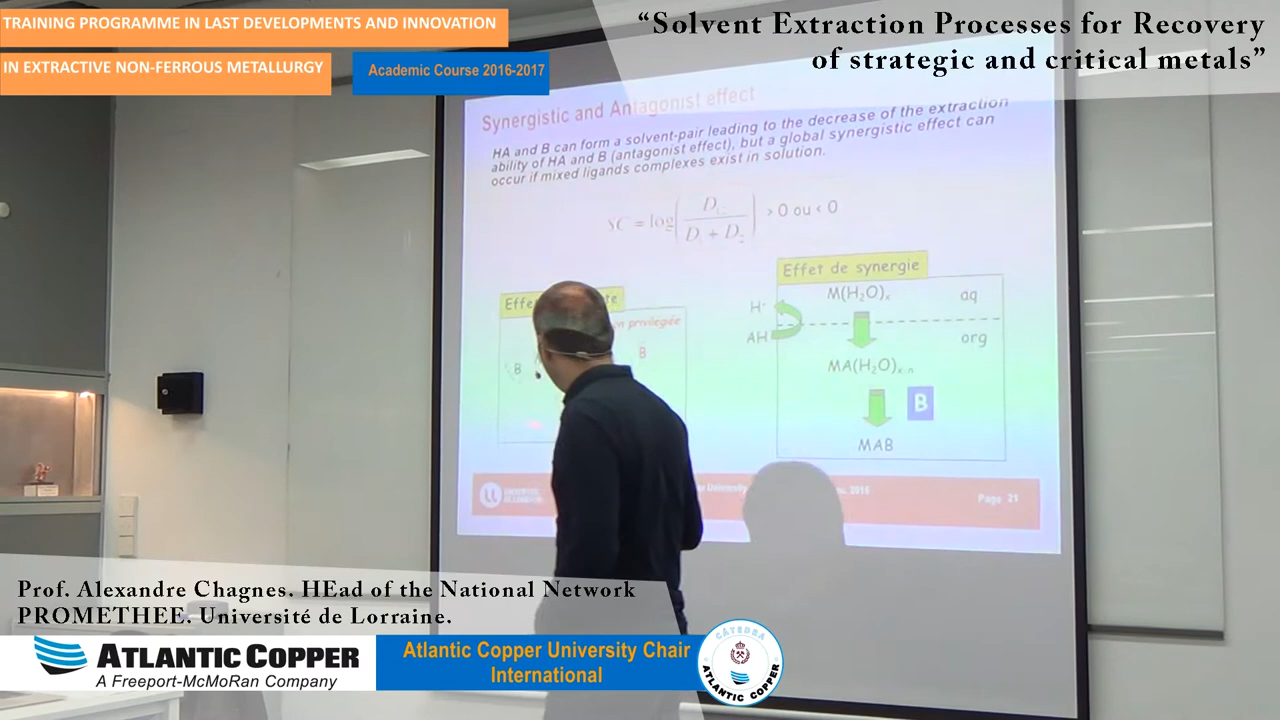 TRAINING PROGRAMME IN LAST DEVELOPMENTS AND INNOVATION
IN EXTRACTIVE NON-FERROUS METALLURGY
Academic Course 2016-2017
“Solvent Extraction Processes for Recovery
of strategic and critical metals”
Synergistic and Antagonist effect
HA and B can form a solvent-pair leading to the decrease of the extraction
ability of HA and B (antagonist effect), but a global synergistic effect can
occur if mixed ligands complexes exist in solution.
SC = log
> 0 ou < 0
Effet de synergie
M(H₂O)ₓ aq
AH org
MA(H₂O)ₓ₋ₙ
B
MAB
privilegiée
B
B
Page 21
Prof. Alexandre Chagnes. HEad of the National Network
PROMETHEE. Université de Lorraine.
ATLANTIC COPPER
A Freeport-McMoRan Company
Atlantic Copper University Chair
International
CÁTEDRA
ATLANTIC COPPER